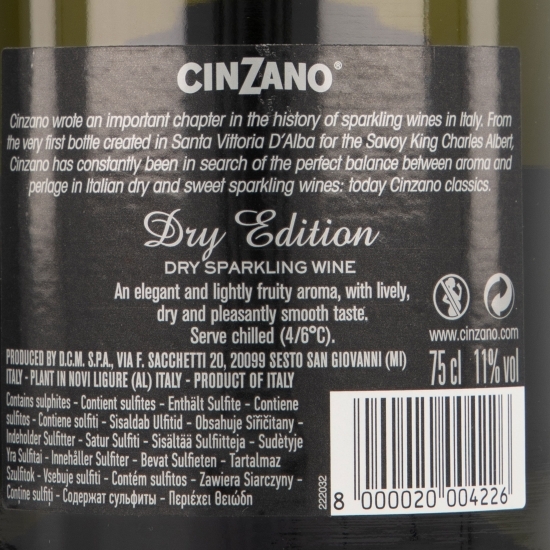 CINZANO®
Cinzano wrote an important chapter in the history of sparkling wines in Italy. From
the very first bottle created in Santa Vittoria D'Alba for the Savoy King Charles Albert,
Cinzano has constantly been in search of the perfect balance between aroma and
perlage in Italian dry and sweet sparkling wines: today Cinzano classics.
Dry Edition
DRY SPARKLING WINE
An elegant and lightly fruity aroma, with lively,
dry and pleasantly smooth taste.
Serve chilled (4/6°C).
www.cinzano.com
PRODUCED BY D.C.M. S.P.A., VIA F. SACCHETTI 20, 20099 SESTO SAN GIOVANNI (MI)
ITALY - PLANT IN NOVI LIGURE (AL) ITALY - PRODUCT OF ITALY
75 cl 11% vol
Contains sulphites - Contient sulfites - Enthält Sulfite - Contiene
sulfitos - Contiene solfiti - Sisaldab Ulfitid - Obsahuje Siřičitany -
Indeholder Sulfitter - Satur Sulfīti - Sisältää Sulfiitteja - Sudėtyje
Yra Sulfitai - Innehåller Sulfiter - Bevat Sulfieten - Tartalmaz
Szulfitok - Vsebuje sulfiti - Contém sulfitos - Zawiera Siarczyny -
Conține sulfiți - Содержат сульфиты - Περιέχει Θειώδη
222032
8 000020 004226